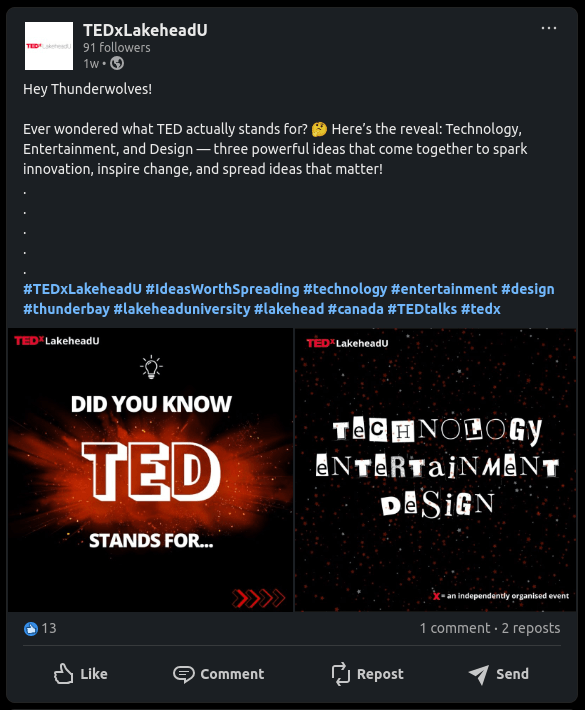 TEDxLakeheadU
TEDxLakeheadU
91 followers
1w •
Hey Thunderwolves!
Ever wondered what TED actually stands for? 🤔 Here’s the reveal: Technology,
Entertainment, and Design — three powerful ideas that come together to spark
innovation, inspire change, and spread ideas that matter!
.
.
.
.
.
#TEDxLakeheadU #IdeasWorthSpreading #technology #entertainment #design
#thunderbay #lakeheaduniversity #lakehead #canada #TEDtalks #tedx
TEDxLakeheadU
DID YOU KNOW
TED
STANDS FOR...
TEDxLakeheadU
TeCHNOLOGy
eNTeRTaiNMeNT
DeSiGN
x = an independently organised event
13
1 comment • 2 reposts
Like
Comment
Repost
Send